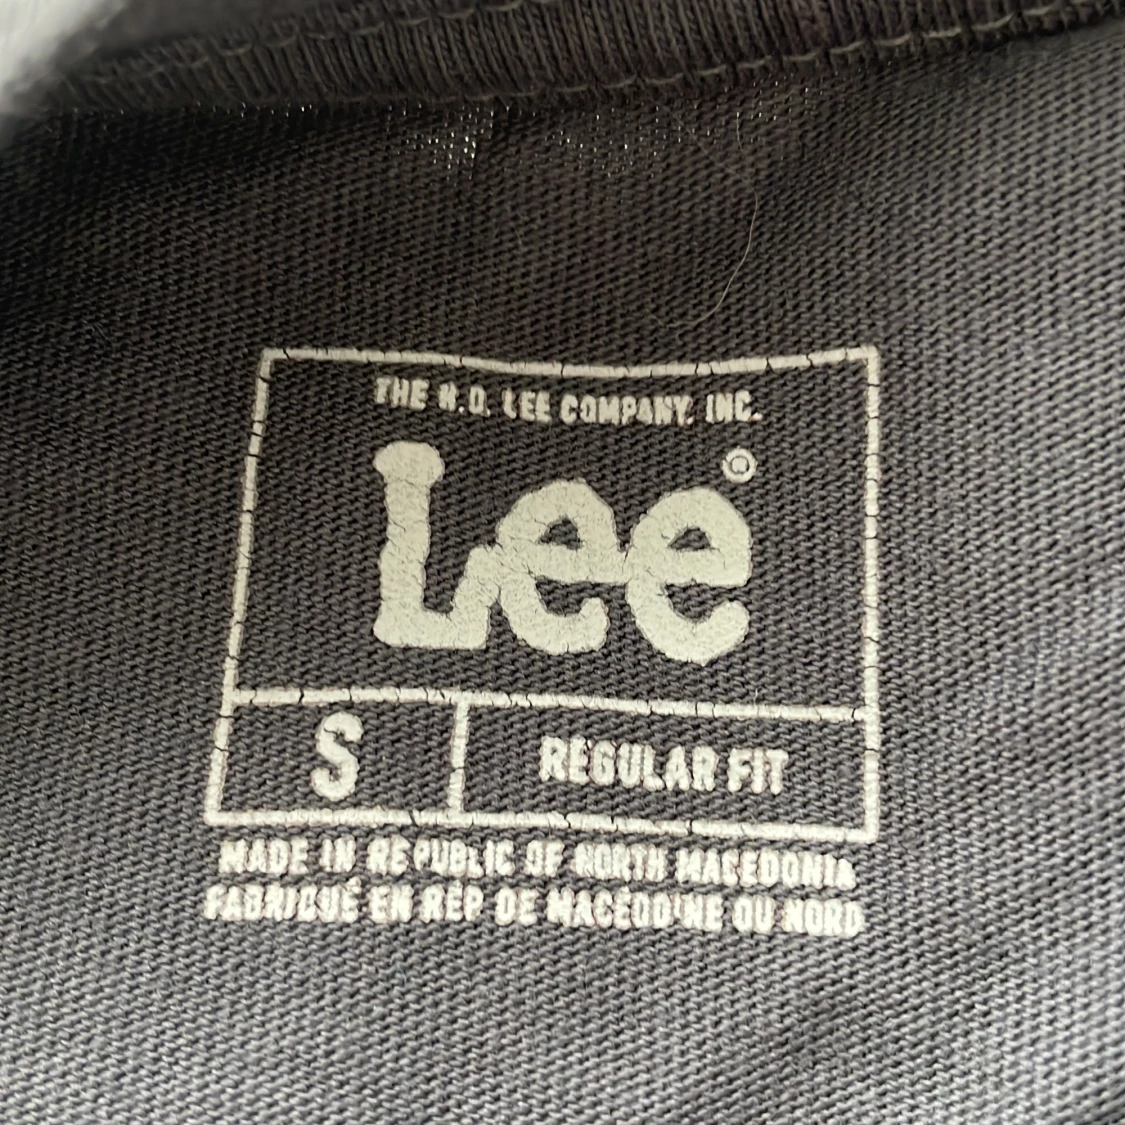 THE H.D. LEE COMPANY, INC.
Lee®
S
REGULAR FIT
MADE IN REPUBLIC OF NORTH MACEDONIA
FABRIQUÉ EN RÉP DE MACÉDOINE DU NORD